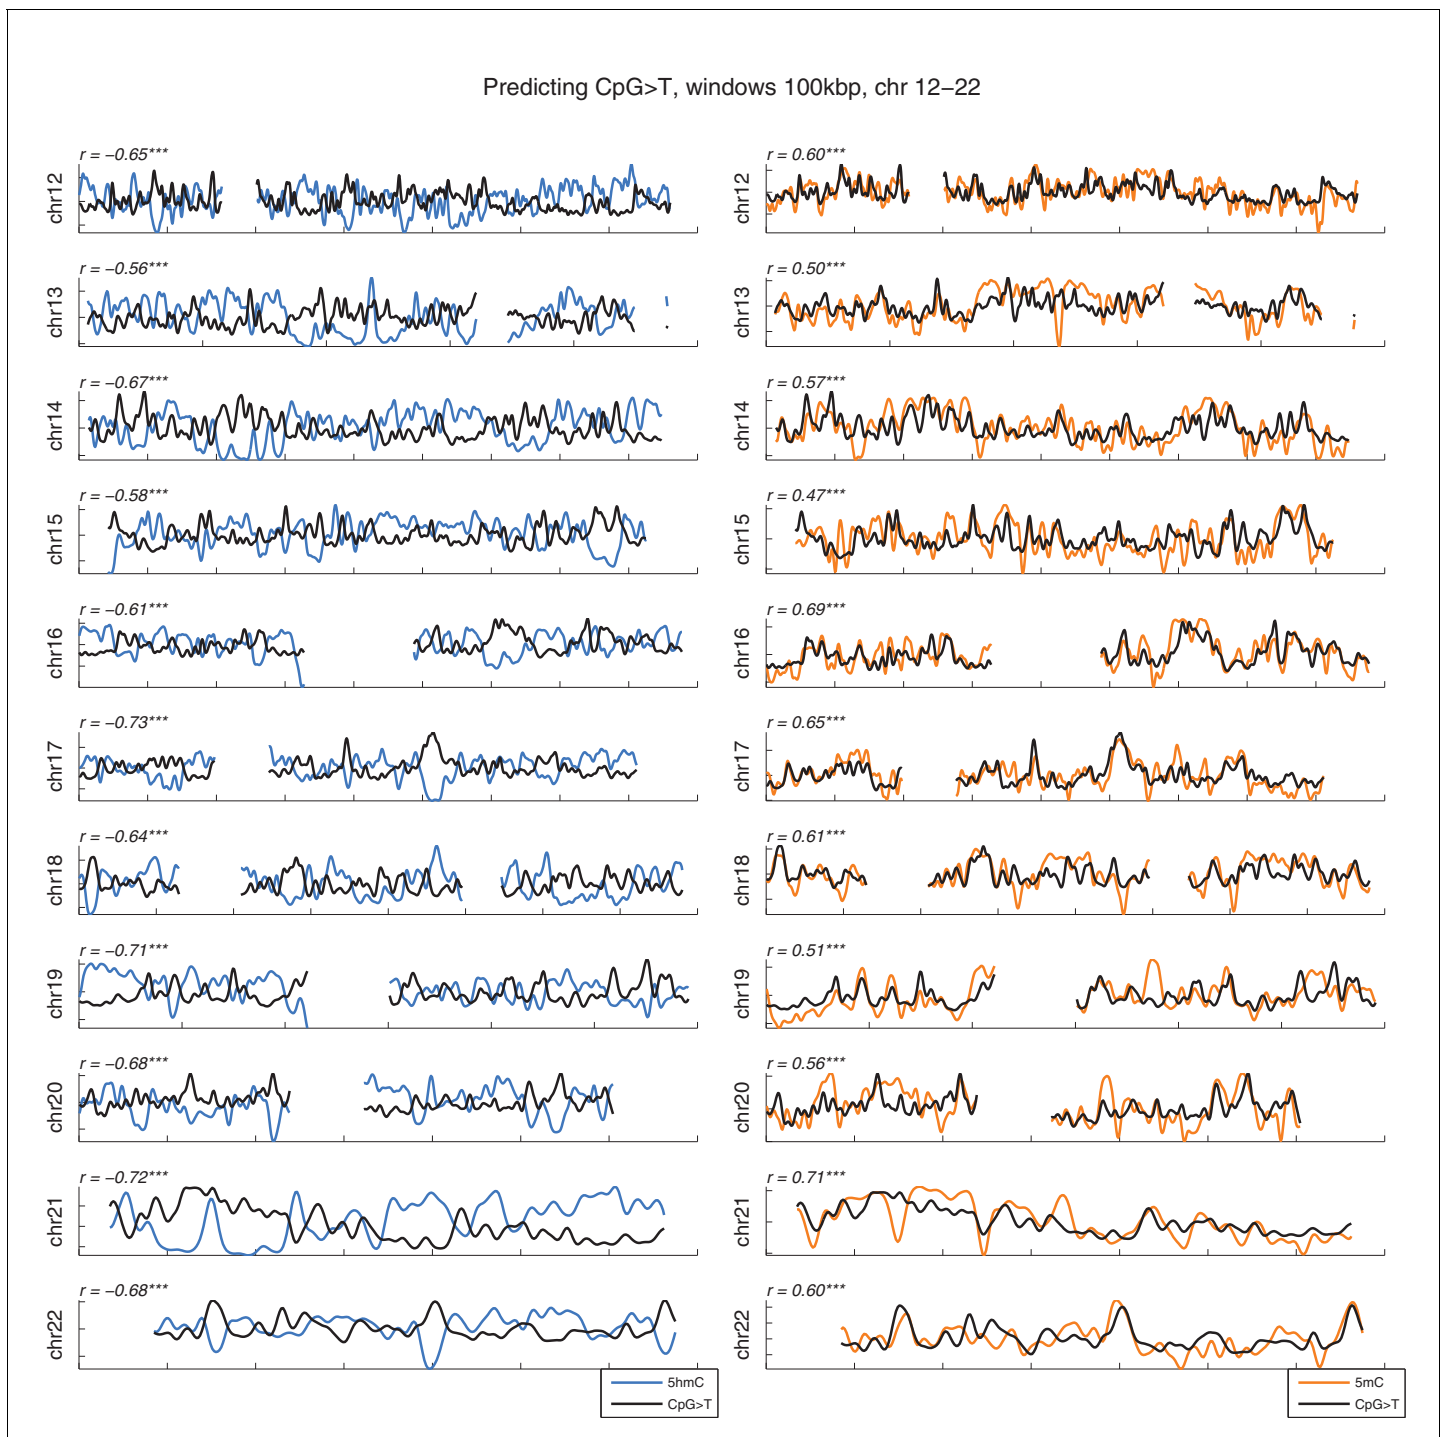 Predicting CpG>T, windows 100kbp, chr 12–22
r = −0.65***
r = 0.60***
chr12
chr12
r = −0.56***
r = 0.50***
chr13
chr13
r = −0.67***
r = 0.57***
chr14
chr14
r = −0.58***
r = 0.47***
chr15
chr15
r = −0.61***
r = 0.69***
chr16
chr16
r = −0.73***
r = 0.65***
chr17
chr17
r = −0.64***
r = 0.61***
chr18
chr18
r = −0.71***
r = 0.51***
chr19
chr19
r = −0.68***
r = 0.56***
chr20
chr20
r = −0.72***
r = 0.71***
chr21
chr21
r = −0.68***
r = 0.60***
chr22
chr22
5hmC
CpG>T
5mC
CpG>T